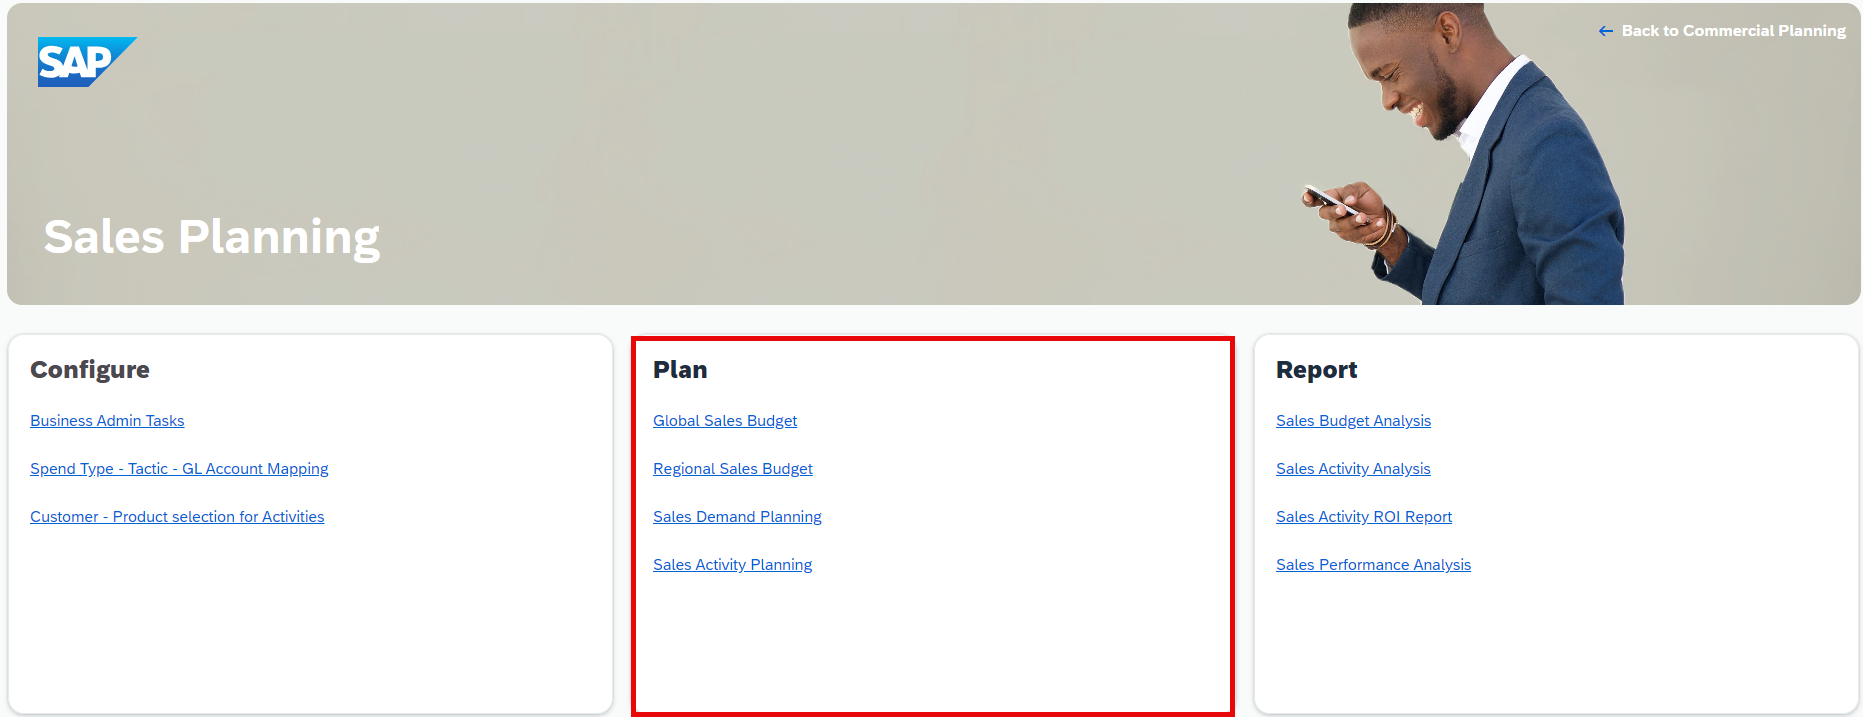 SAP
← Back to Commercial Planning
Sales Planning
Configure
Business Admin Tasks
Spend Type - Tactic - GL Account Mapping
Customer - Product selection for Activities
Plan
Global Sales Budget
Regional Sales Budget
Sales Demand Planning
Sales Activity Planning
Report
Sales Budget Analysis
Sales Activity Analysis
Sales Activity ROI Report
Sales Performance Analysis